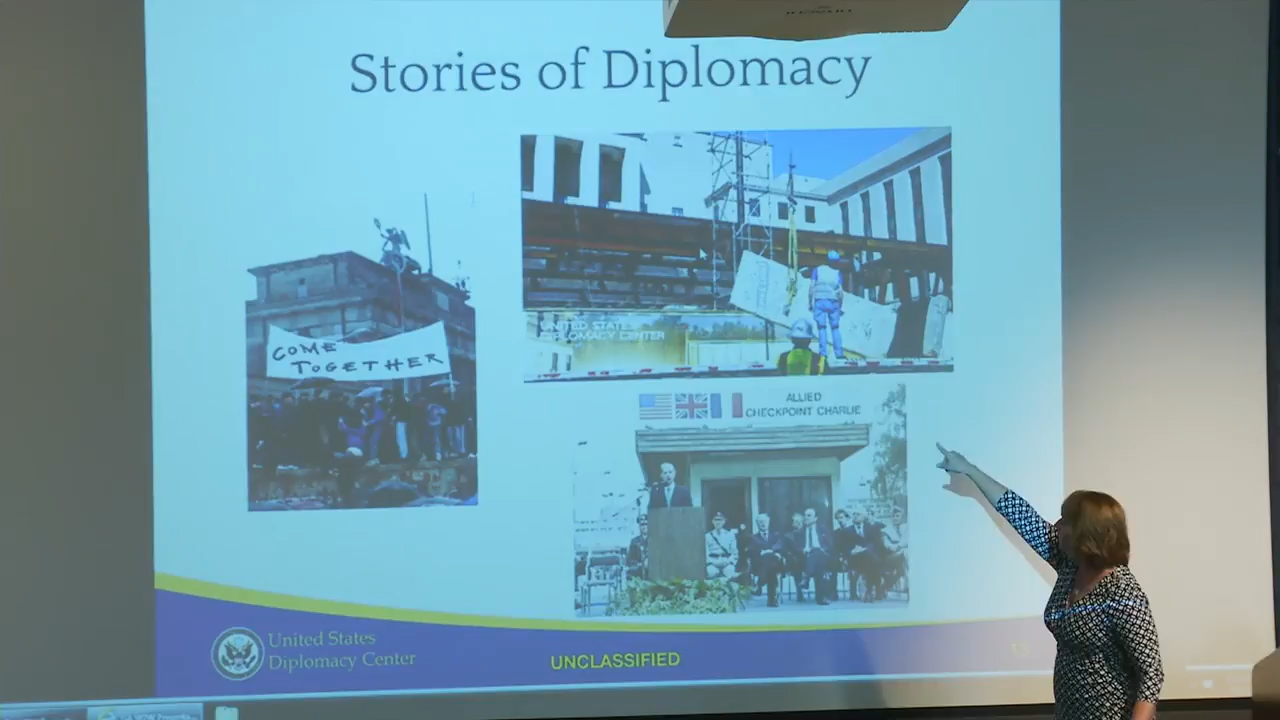 Stories of Diplomacy
COME
TOGETHER
UNITED STATES
DIPLOMACY CENTER
ALLIED
CHECKPOINT CHARLIE
United States
Diplomacy Center
UNCLASSIFIED